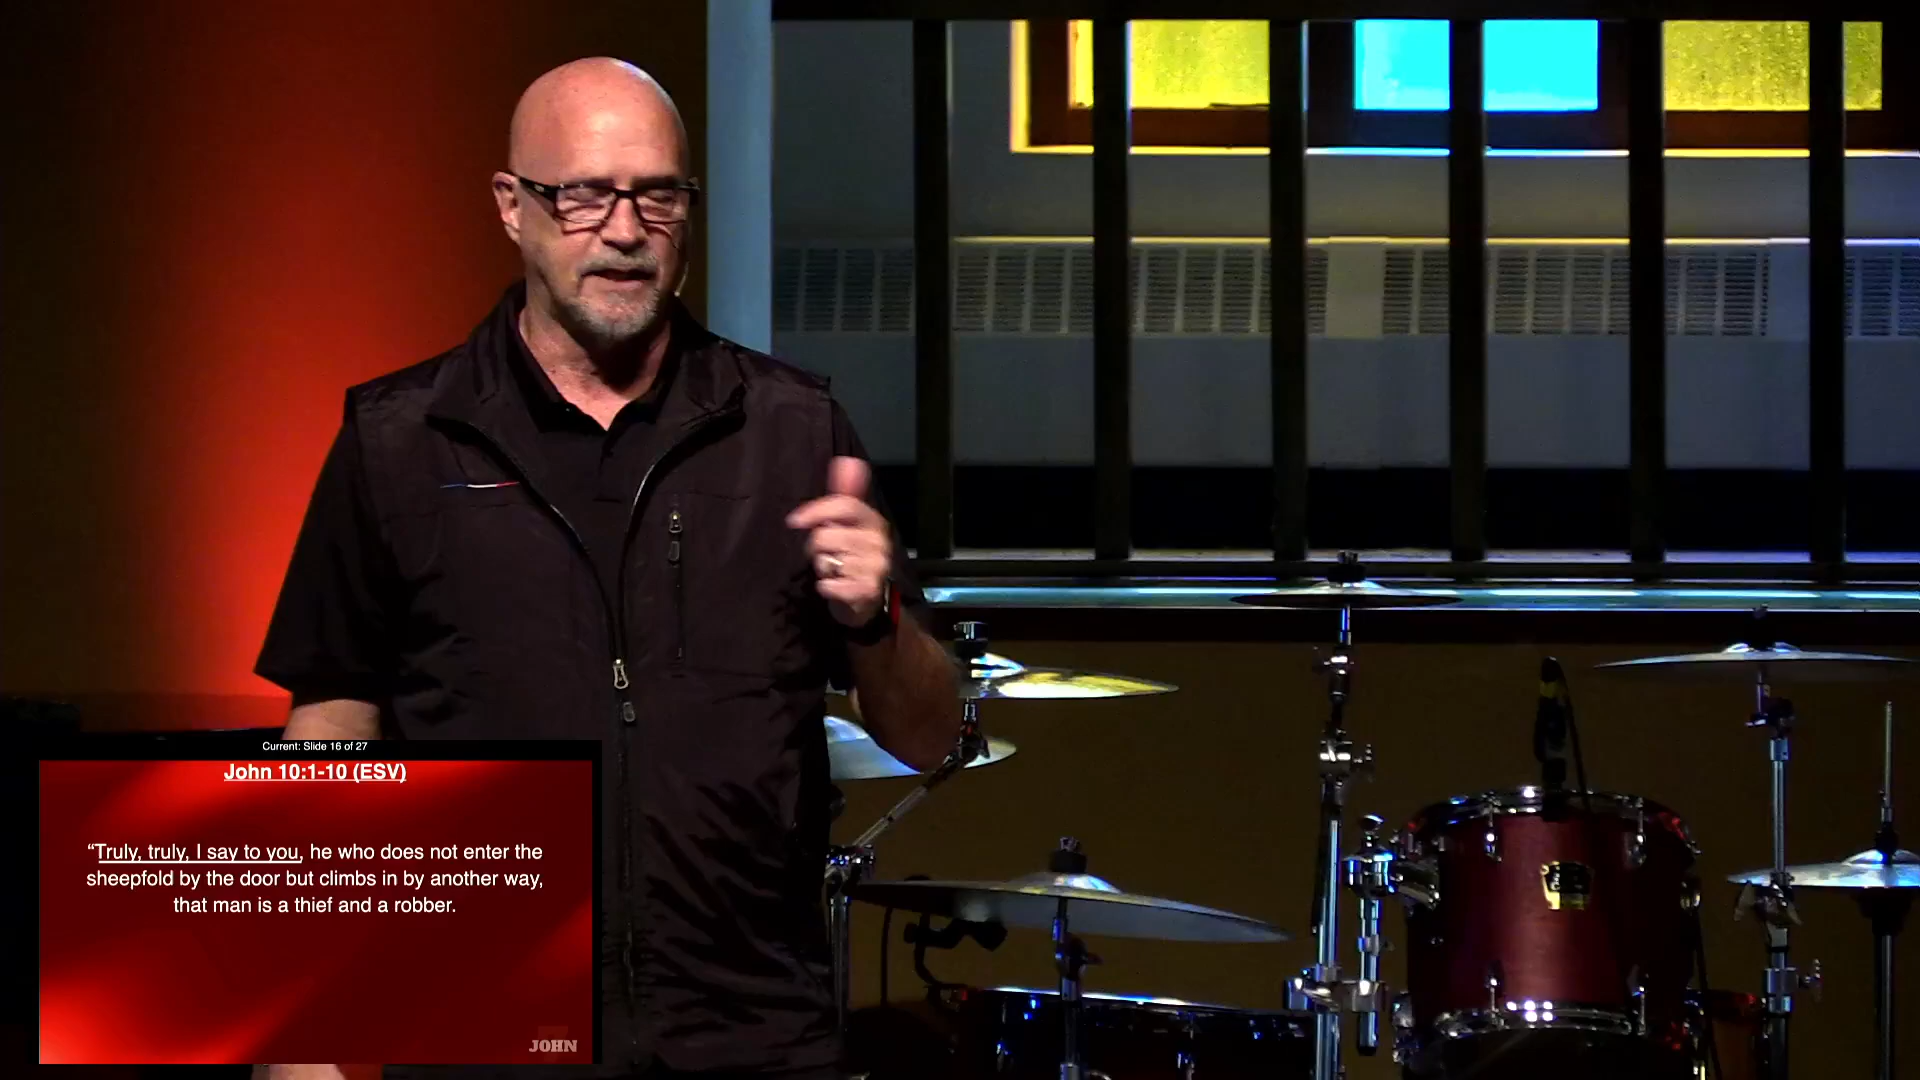 Current: Slide 16 of 27
John 10:1-10 (ESV)
“Truly, truly, I say to you, he who does not enter the
sheepfold by the door but climbs in by another way,
that man is a thief and a robber.
JOHN